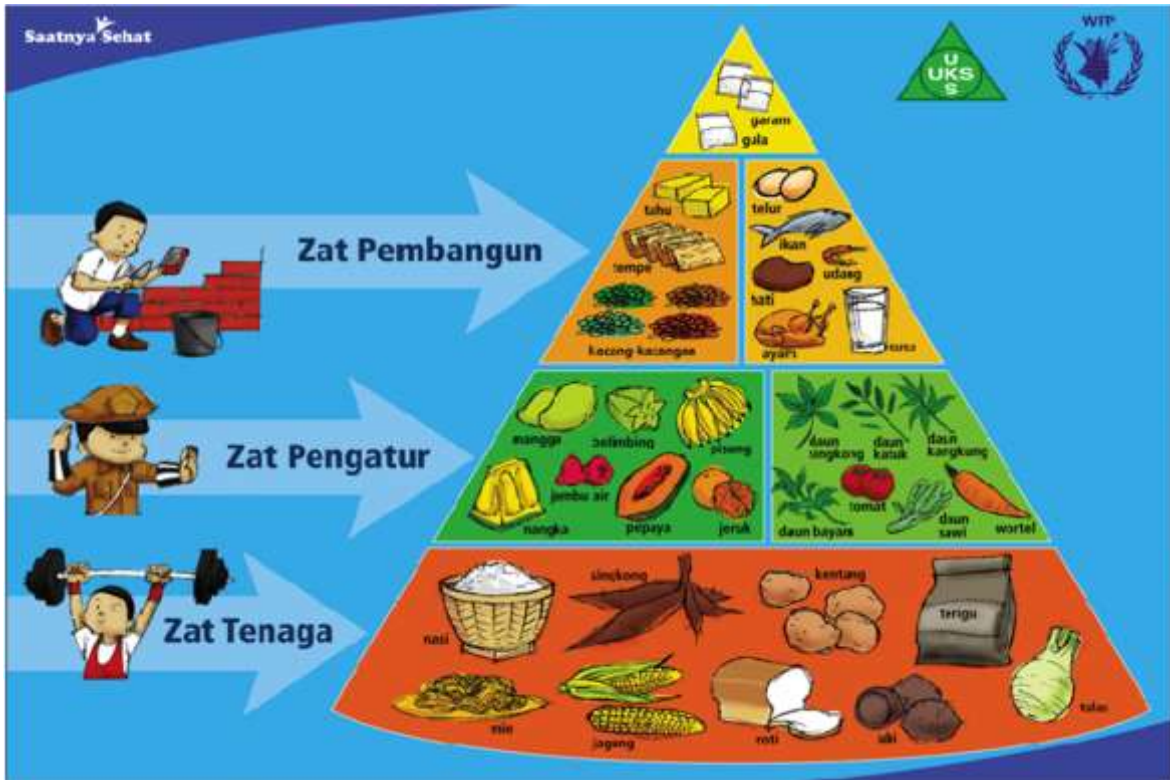 Saatnya Sehat
WFP
U
UKS
S
garam
gula
Zat Pembangun
tahu
tempe
kacang-kacangan
telur
ikan
udang
hati
ayam
Zat Pengatur
mangga
belimbing
pisang
nangka
jambu air
pepaya
jeruk
daun
singkong
daun
katuk
daun
kangkung
daun bayam
tomat
daun
sawi
wortel
Zat Tenaga
nasi
singkong
kentang
terigu
mie
jagung
roti
ubi
talas